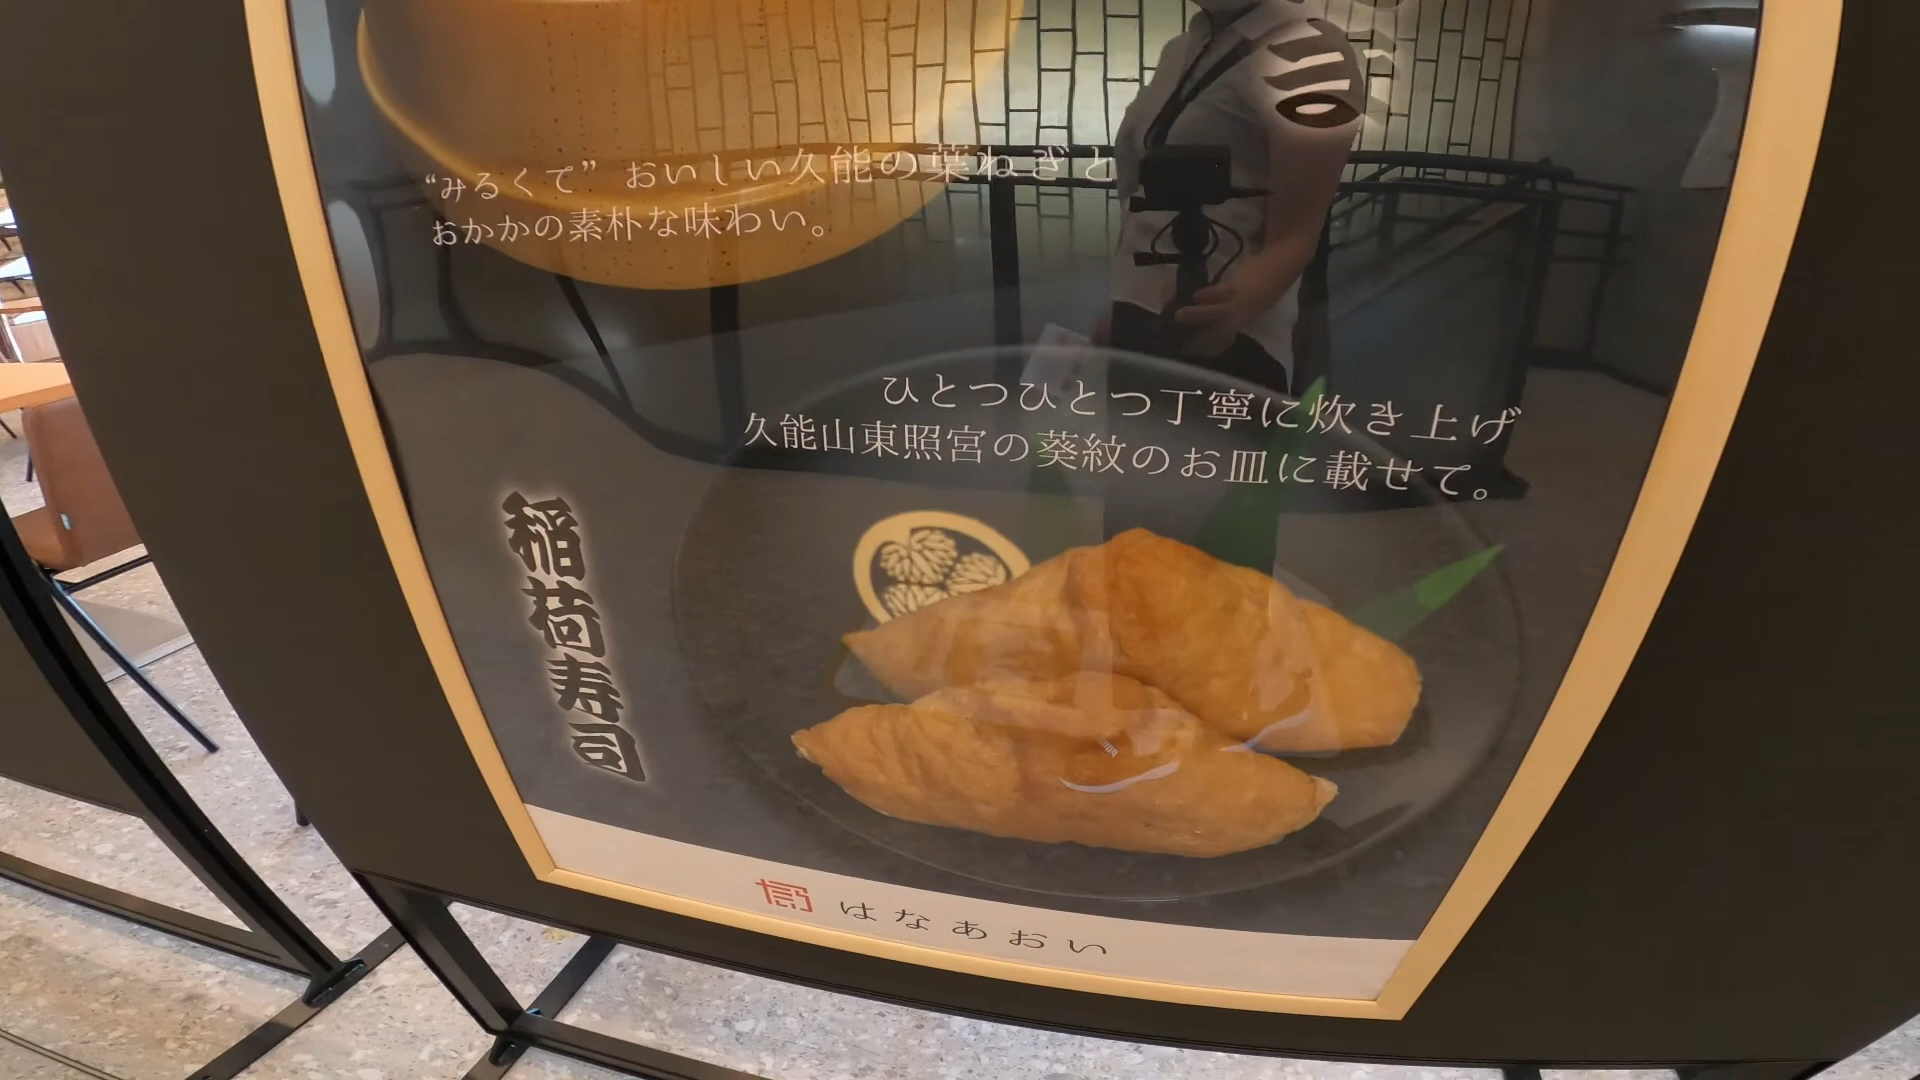 “みるくて” おいしい久能の葉ねぎと
おかかの素朴な味わい。
ひとつひとつ丁寧に炊き上げ
久能山東照宮の葵紋のお皿に載せて。
稲荷寿司
はなあおい